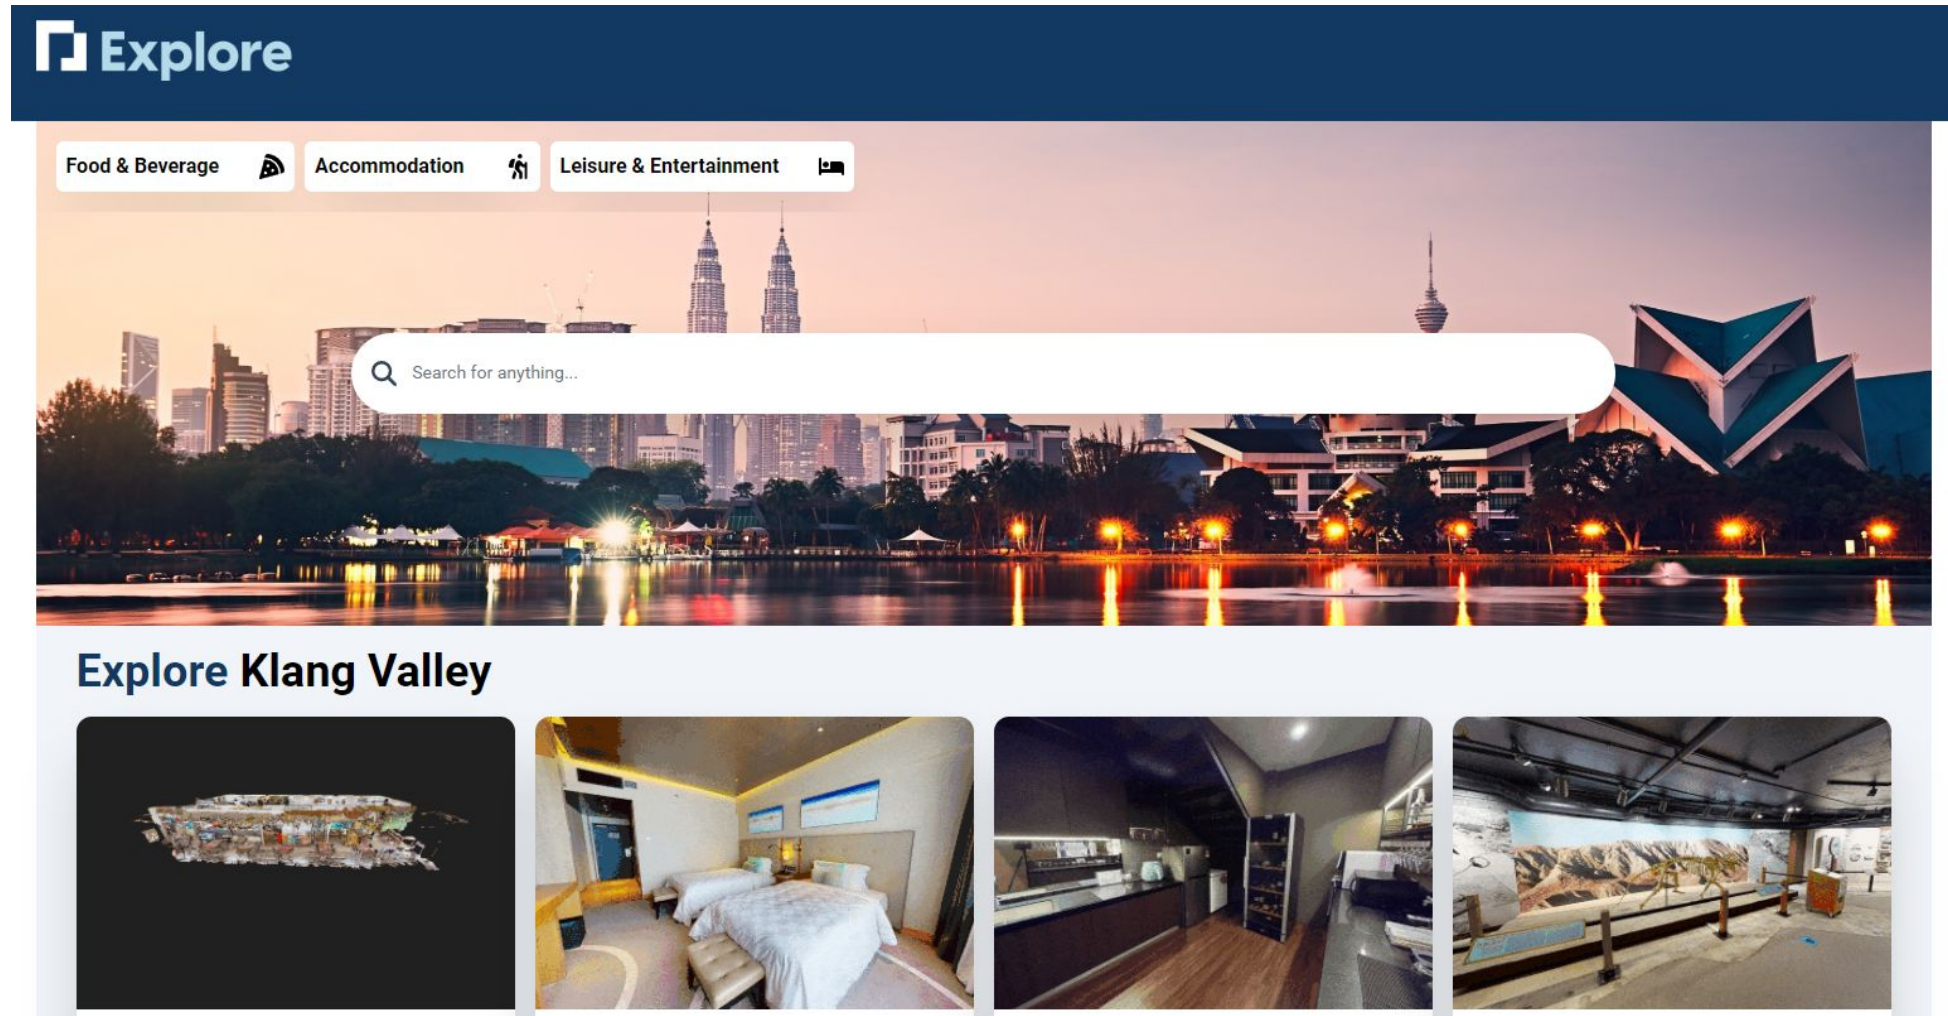 Explore
Food & Beverage
Accommodation
Leisure & Entertainment
Search for anything...
Explore Klang Valley